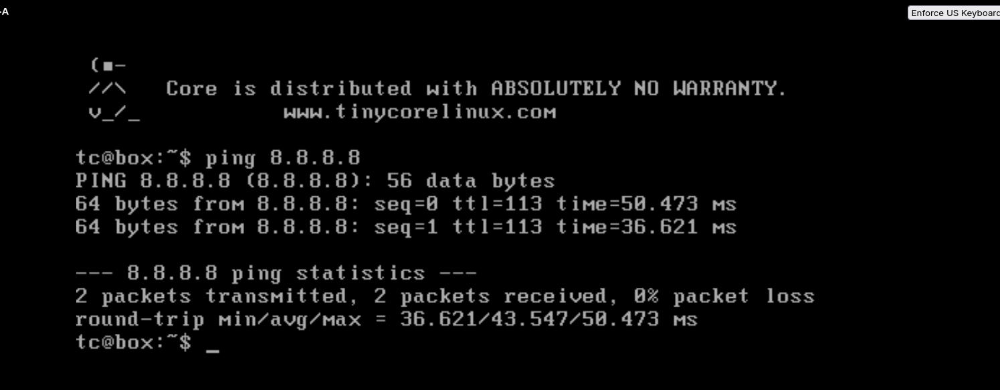 -A
Enforce US Keyboard
(■-
//\   Core is distributed with ABSOLUTELY NO WARRANTY.
v_/_           www.tinycorelinux.com
tc@box:~$ ping 8.8.8.8
PING 8.8.8.8 (8.8.8.8): 56 data bytes
64 bytes from 8.8.8.8: seq=0 ttl=113 time=50.473 ms
64 bytes from 8.8.8.8: seq=1 ttl=113 time=36.621 ms
--- 8.8.8.8 ping statistics ---
2 packets transmitted, 2 packets received, 0% packet loss
round-trip min/avg/max = 36.621/43.547/50.473 ms
tc@box:~$ _